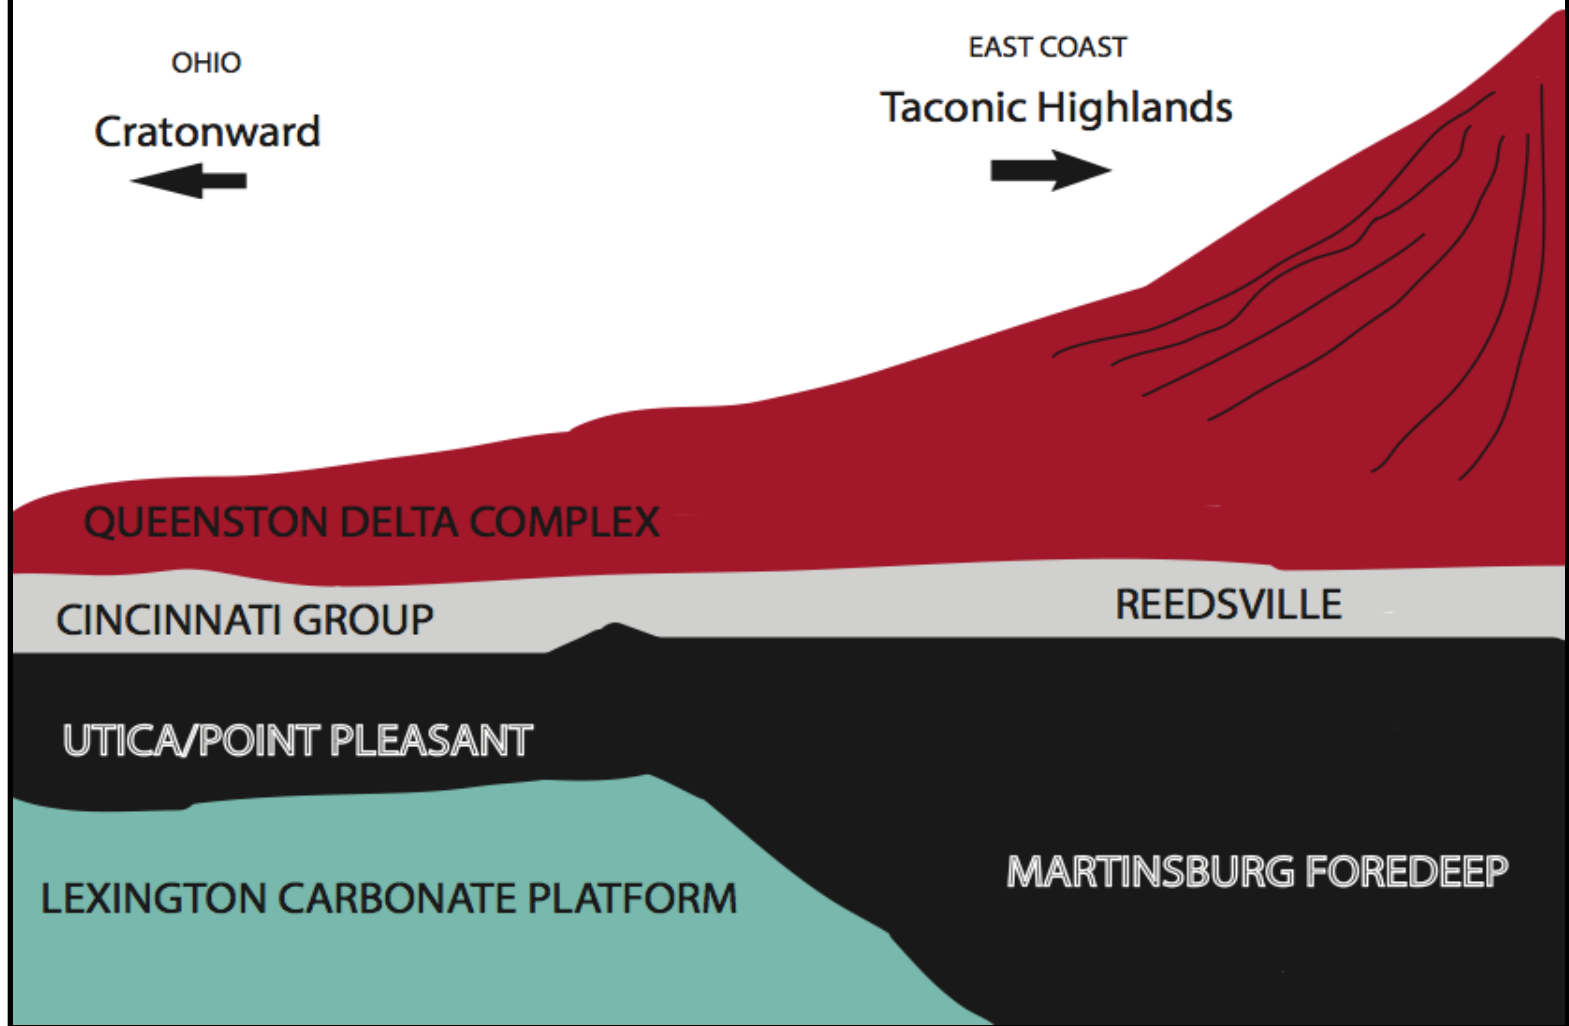 OHIO
Cratonward
EAST COAST
Taconic Highlands
QUEENSTON DELTA COMPLEX
CINCINNATI GROUP
REEDSVILLE
UTICA/POINT PLEASANT
MARTINSBURG FOREDEEP
LEXINGTON CARBONATE PLATFORM